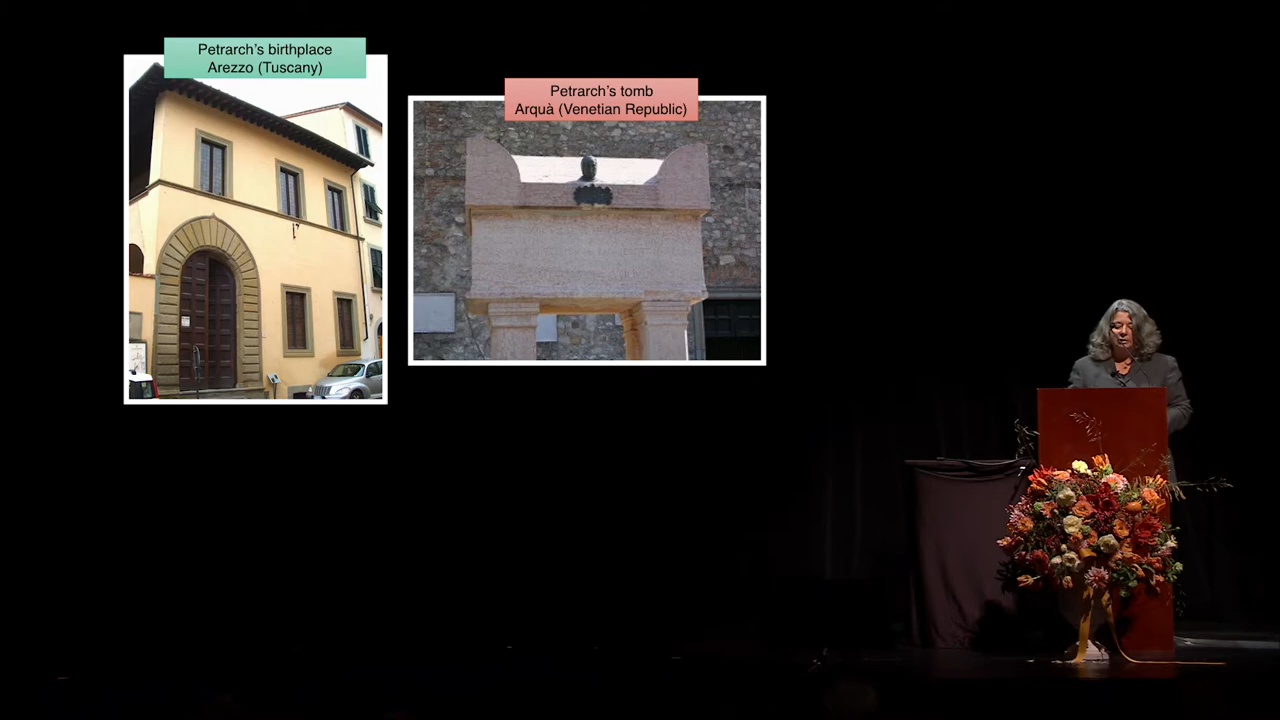 Petrarch's birthplace
Arezzo (Tuscany)
Petrarch's tomb
Arquà (Venetian Republic)